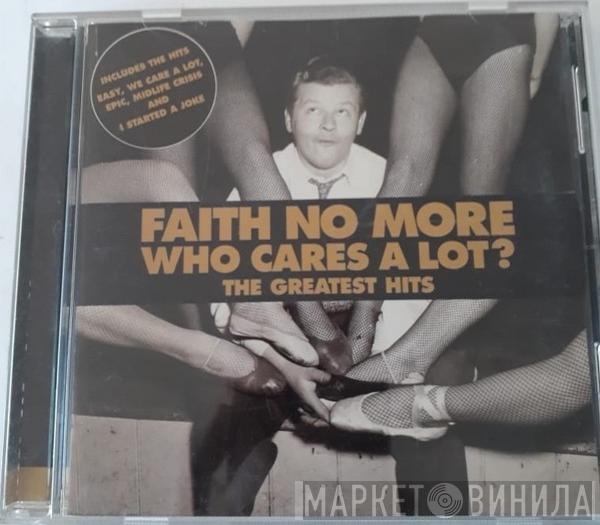 INCLUDES THE HITS
EASY, WE CARE A LOT,
EPIC, MIDLIFE CRISIS
AND
I STARTED A JOKE
FAITH NO MORE
WHO CARES A LOT?
THE GREATEST HITS
МАРКЕТ ВИНИЛА